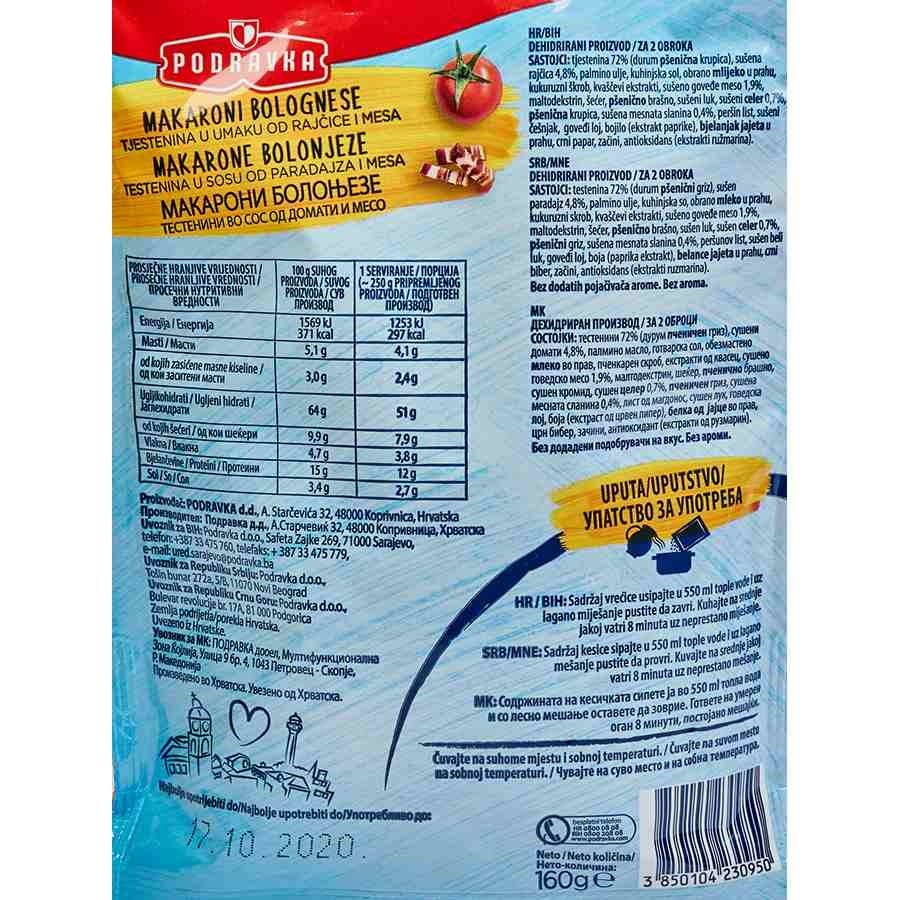 PODRAVKA
MAKARONI BOLOGNESE
TJESTENINA U UMAKU OD RAJČICE I MESA
MAKARONE BOLONJEZE
TESTENINA U SOSU OD PARADAJZA I MESA
МАКАРОНИ БОЛОЊЕЗЕ
ТЕСТЕНИНИ ВО СОС ОД ДОМАТИ И МЕСО
PROSJEČNE HRANJIVE VRIJEDNOSTI /
PROSEČNE HRANLJIVE VREDNOSTI /
ПРОСЕЧНИ НУТРИТИВНИ
ВРЕДНОСТИ
100 g SUHOG
PROIZVODA / SUVOG
PROIZVODA / СУВ
ПРОИЗВОД
1 SERVIRANJE / ПОРЦИЈА
(~ 250 g PRIPREMLJENOG
PROIZVODA / ПОДГОТВЕН
ПРОИЗВОД)
Energija / Енергија 1569 kJ 1253 kJ
371 kcal 297 kcal
Masti / Масти 5,1 g 4,1 g
od kojih zasićene masne kiseline /
од кои заситени масти 3,0 g 2,4 g
Ugljikohidrati / Ugljeni hidrati /
Јаглехидрати 64 g 51 g
od kojih šećeri / од кои шеќери 9,9 g 7,9 g
Vlakna / Влакна 4,7 g 3,8 g
Bjelančevine / Proteini / Протеини 15 g 12 g
Sol / So / Сол 3,4 g 2,7 g
Proizvođač: PODRAVKA d.d., A. Starčevića 32, 48000 Koprivnica, Hrvatska
Производител: Подравка д.д., А.Старчевиќ 32, 48000 Копривница, Хрватска
Uvoznik za BIH: Podravka d.o.o., Safeta Zajke 269, 71000 Sarajevo,
telefon: +387 33 475 760, telefaks: + 387 33 475 779,
e-mail: ured.sarajevo@podravka.ba
Uvoznik za Republiku Srbiju: Podravka d.o.o.,
Tošin bunar 272a, 5/8, 11070 Novi Beograd
Uvoznik za Republiku Crnu Goru: Podravka d.o.o.,
Bulevar revolucije br. 17A, 81 000 Podgorica
Zemlja podrijetla/porekla Hrvatska.
Uvezeno iz Hrvatske.
Увозник за МК: ПОДРАВКА дооел, Мултифункционална
Зона Којлија, Улица 9 бр. 4, 1043 Петровец - Скопје,
Р. Македонија
Произведено во Хрватска. Увезено од Хрватска.
Najbolje upotrijebiti do/Najbolje upotrebiti do/Употребливо до:
17.10.2020.
HR/BIH
DEHIDRIRANI PROIZVOD / ZA 2 OBROKA
SASTOJCI: tjestenina 72% (durum pšenična krupica), sušena
rajčica 4,8%, palmino ulje, kuhinjska sol, obrano mlijeko u prahu,
kukuruzni škrob, kvaščevi ekstrakti, sušeno goveđe meso 1,9%,
maltodekstrin, šećer, pšenično brašno, sušeni luk, sušeni celer 0,7%,
pšenična krupica, sušena mesnata slanina 0,4%, peršin list, sušeni
češnjak, goveđi loj, bojilo (ekstrakt paprike), bjelanjak jajeta u
prahu, crni papar, začini, antioksidans (ekstrakt ružmarina).
SRB/MNE
DEHIDRIRANI PROIZVOD / ZA 2 OBROKA
SASTOJCI: testenina 72% (durum pšenični griz), sušen
paradajz 4,8%, palmino ulje, kuhinjska so, obrano mleko u prahu,
kukuruzni skrob, kvaščevi ekstrakti, sušeno goveđe meso 1,9%,
maltodekstrin, šećer, pšenično brašno, sušen luk, sušen celer 0,7%,
pšenični griz, sušena mesnata slanina 0,4%, peršunov list, sušen beli
luk, goveđi loj, boja (paprika ekstrakt), belance jajeta u prahu, crni
biber, začini, antioksidans (ekstrakt ruzmarina).
Bez dodatih pojačivača arome. Bez aroma.
МК
ДЕХИДРИРАН ПРОИЗВОД / ЗА 2 ОБРОЦИ
СОСТОЈКИ: тестенини 72% (дурум пченичен гриз), сушени
домати 4,8%, палмино масло, готварска сол, обезмастено
млеко во прав, пченкарен скроб, екстракти од квасец, сушено
говедско месо 1,9%, малтодекстрин, шеќер, пченично брашно,
сушен кромид, сушен целер 0,7%, пченичен гриз, сушена
месната сланина 0,4%, лист од магдонос, сушен лук, говедска
лој, боја (екстракт од црвен пипер), белка од јајце во прав,
црн бибер, зачини, антиоксидант (екстракти од рузмарин).
Без додадени подобрувачи на вкус. Без ароми.
UPUTA/UPUTSTVO/
УПАТСТВО ЗА УПОТРЕБА
HR / BIH: Sadržaj vrećice usipajte u 550 ml tople vode i uz
lagano miješanje pustite da zavri. Kuhajte na srednje
jakoj vatri 8 minuta uz neprestano miješanje.
SRB/MNE: Sadržaj kesice sipajte u 550 ml tople vode i uz lagano
mešanje pustite da provri. Kuvajte na srednje jakoj
vatri 8 minuta uz neprestano mešanje.
МК: Содржината на кесичката сипете ја во 550 ml топла вода
и со лесно мешање оставете да зоврие. Гответе на умерен
оган 8 минути, постојано мешајќи.
Čuvajte na suhome mjestu i sobnoj temperaturi. / Čuvajte na suvom mesto
na sobnoj temperaturi. / Чувајте на суво место и на собна температура.
besplatni telefon
HR 0800 08 08
BIH 0800 208 08
www.podravka.com
Neto / Neto količina/
Нето-количина:
160g e
3 850104 230950